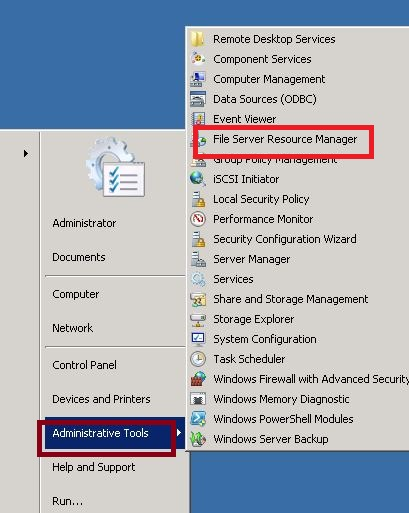 Remote Desktop Services
Component Services
Computer Management
Data Sources (ODBC)
Event Viewer
File Server Resource Manager
Group Policy Management
iSCSI Initiator
Local Security Policy
Performance Monitor
Security Configuration Wizard
Server Manager
Services
Share and Storage Management
Storage Explorer
System Configuration
Task Scheduler
Windows Firewall with Advanced Security
Windows Memory Diagnostic
Windows PowerShell Modules
Windows Server Backup
Administrator
Documents
Computer
Network
Control Panel
Devices and Printers
Administrative Tools
Help and Support
Run...